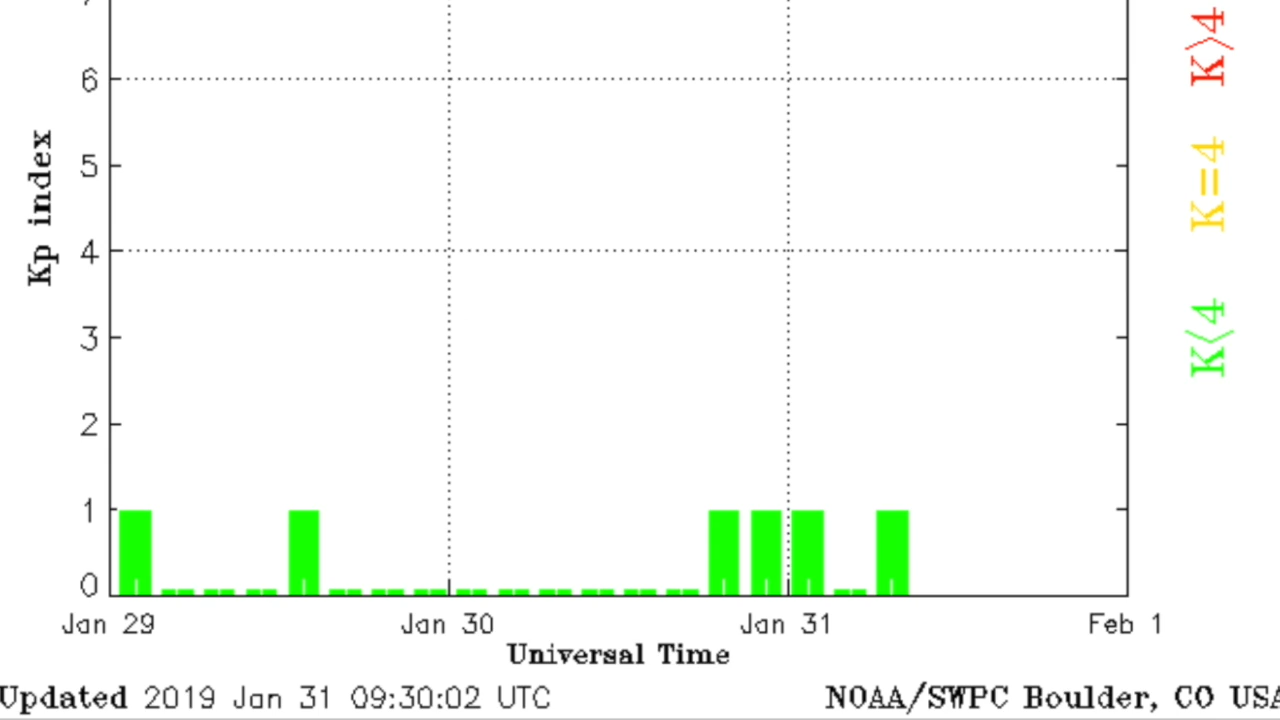 7
6
5
4
3
2
1
0
Kp index
K<4 K=4 K>4
Jan 29 Jan 30 Jan 31 Feb 1
Universal Time
Updated 2019 Jan 31 09:30:02 UTC NOAA/SWPC Boulder, CO USA